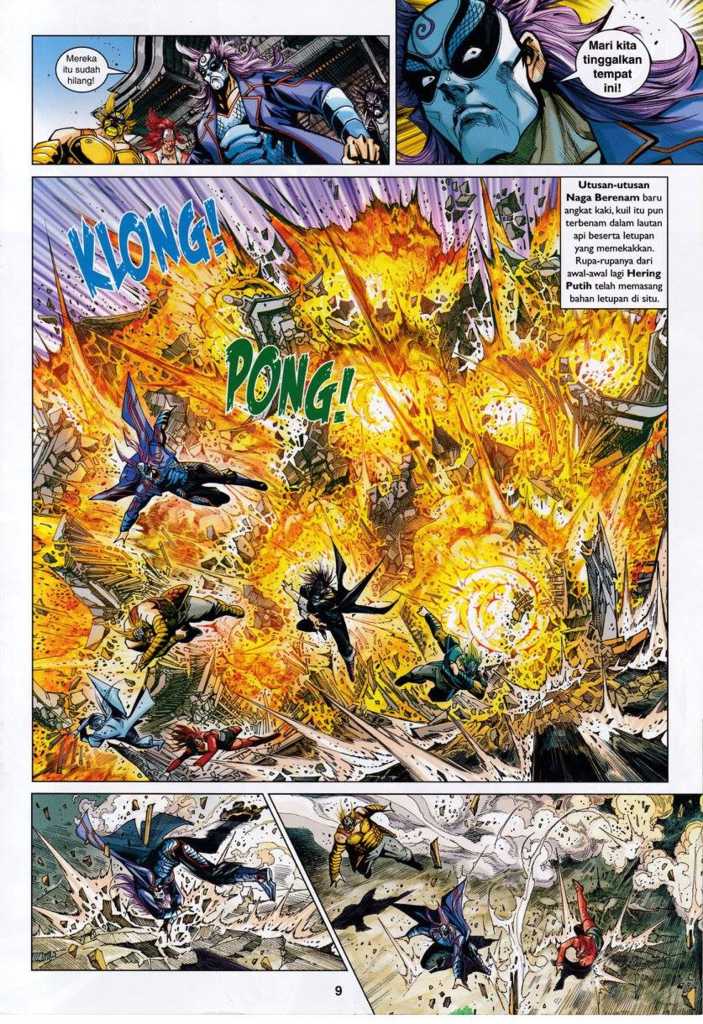 Mereka
itu sudah
hilang!
Mari kita
tinggalkan
tempat
ini!
Utusan-utusan
Naga Berenam baru
angkat kaki, kuil itu pun
terbenam dalam lautan
api beserta letupan
yang memekakkan.
Rupa-rupanya dari
awal-awal lagi Hering
Putih telah memasang
bahan letupan di situ.
KLONG!
PONG!
9